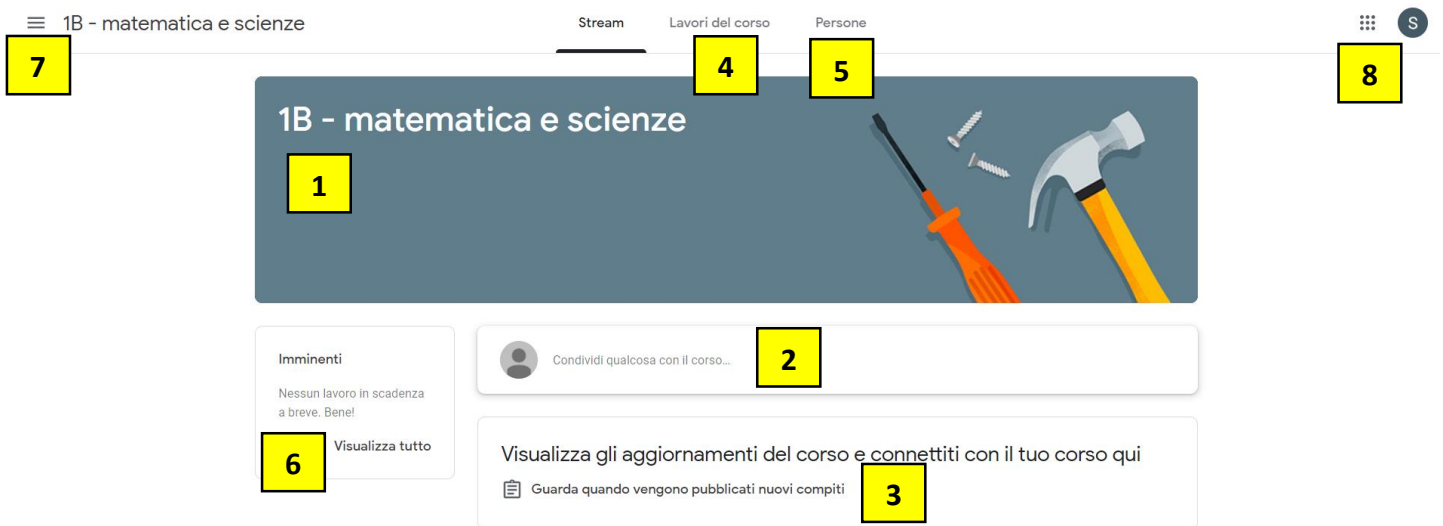 1B - matematica e scienze
Stream Lavori del corso Persone
S
7
4
5
8
1B - matematica e scienze
1
Imminenti
Nessun lavoro in scadenza
a breve. Bene!
Visualizza tutto
6
Condividi qualcosa con il corso...
2
Visualizza gli aggiornamenti del corso e connettiti con il tuo corso qui
Guarda quando vengono pubblicati nuovi compiti
3